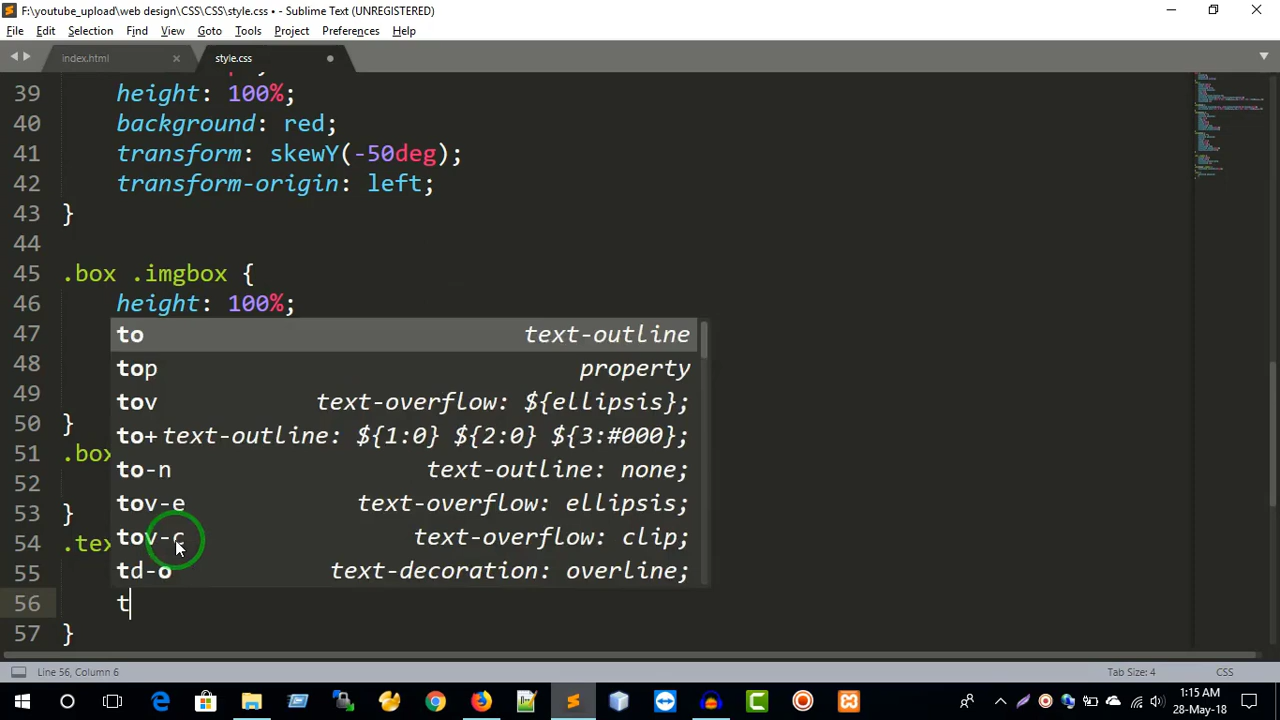 F:\youtube_upload\web design\CSS\CSS\style.css • - Sublime Text (UNREGISTERED)
File Edit Selection Find View Goto Tools Project Preferences Help
index.html style.css
39 height: 100%;
40 background: red;
41 transform: skewY(-50deg);
42 transform-origin: left;
43 }
44
45 .box .imgbox {
46 height: 100%;
47 to text-outline
48 top property
49 tov text-overflow: ${ellipsis};
50 } to+ text-outline: ${1:0} ${2:0} ${3:#000};
51 .box to-n text-outline: none;
52 tov-e text-overflow: ellipsis;
53 } tov-c text-overflow: clip;
54 .tex td-o text-decoration: overline;
55
56 t
57 }
Line 56, Column 6 Tab Size: 4 CSS
1:15 AM
28-May-18